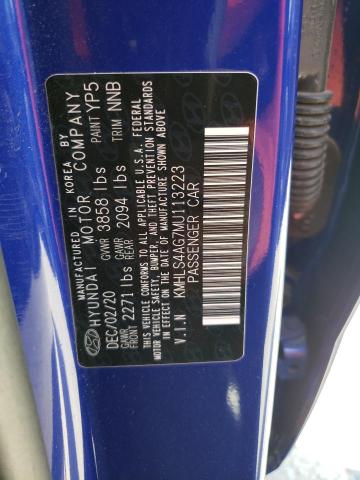 MANUFACTURED IN KOREA BY
HYUNDAI MOTOR COMPANY
DEC/02/20 GVWR 3858 lbs PAINT YP5
GAWR FRONT 2271 lbs GAWR REAR 2094 lbs TRIM NNB
THIS VEHICLE CONFORMS TO ALL APPLICABLE U.S.A. FEDERAL
MOTOR VEHICLE SAFETY, BUMPER, AND THEFT PREVENTION STANDARDS
IN EFFECT ON THE DATE OF MANUFACTURE SHOWN ABOVE.
V.I.N KMHLS4AG7MU113223
PASSENGER CAR